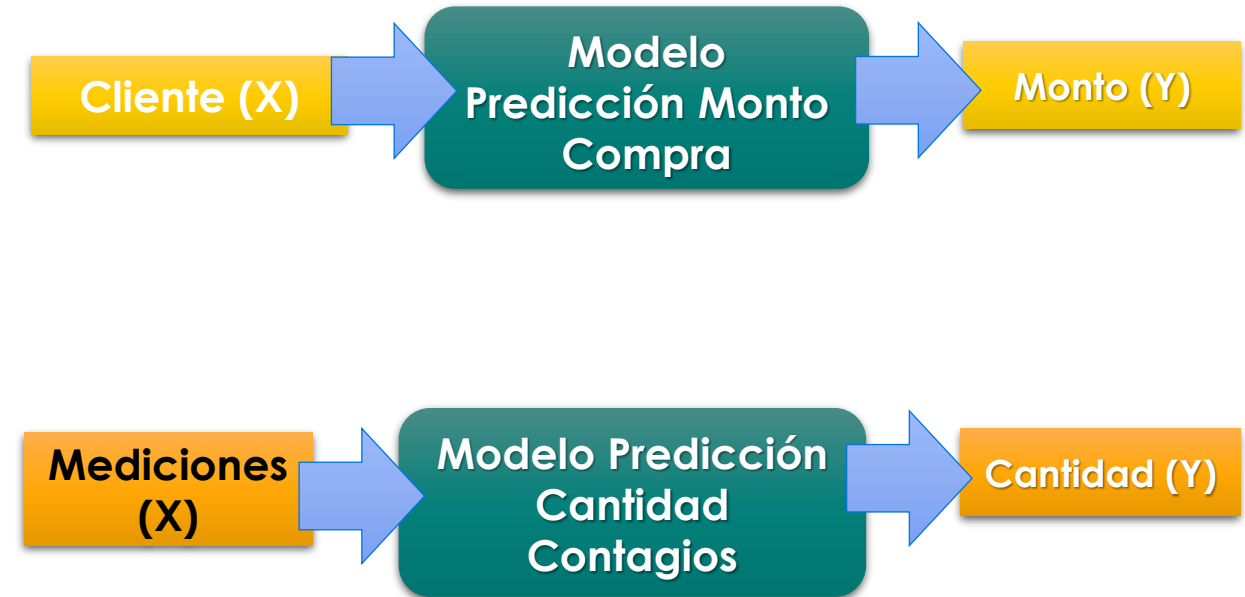 Cliente (X)
Modelo
Predicción Monto
Compra
Monto (Y)
Mediciones
(X)
Modelo Predicción
Cantidad
Contagios
Cantidad (Y)